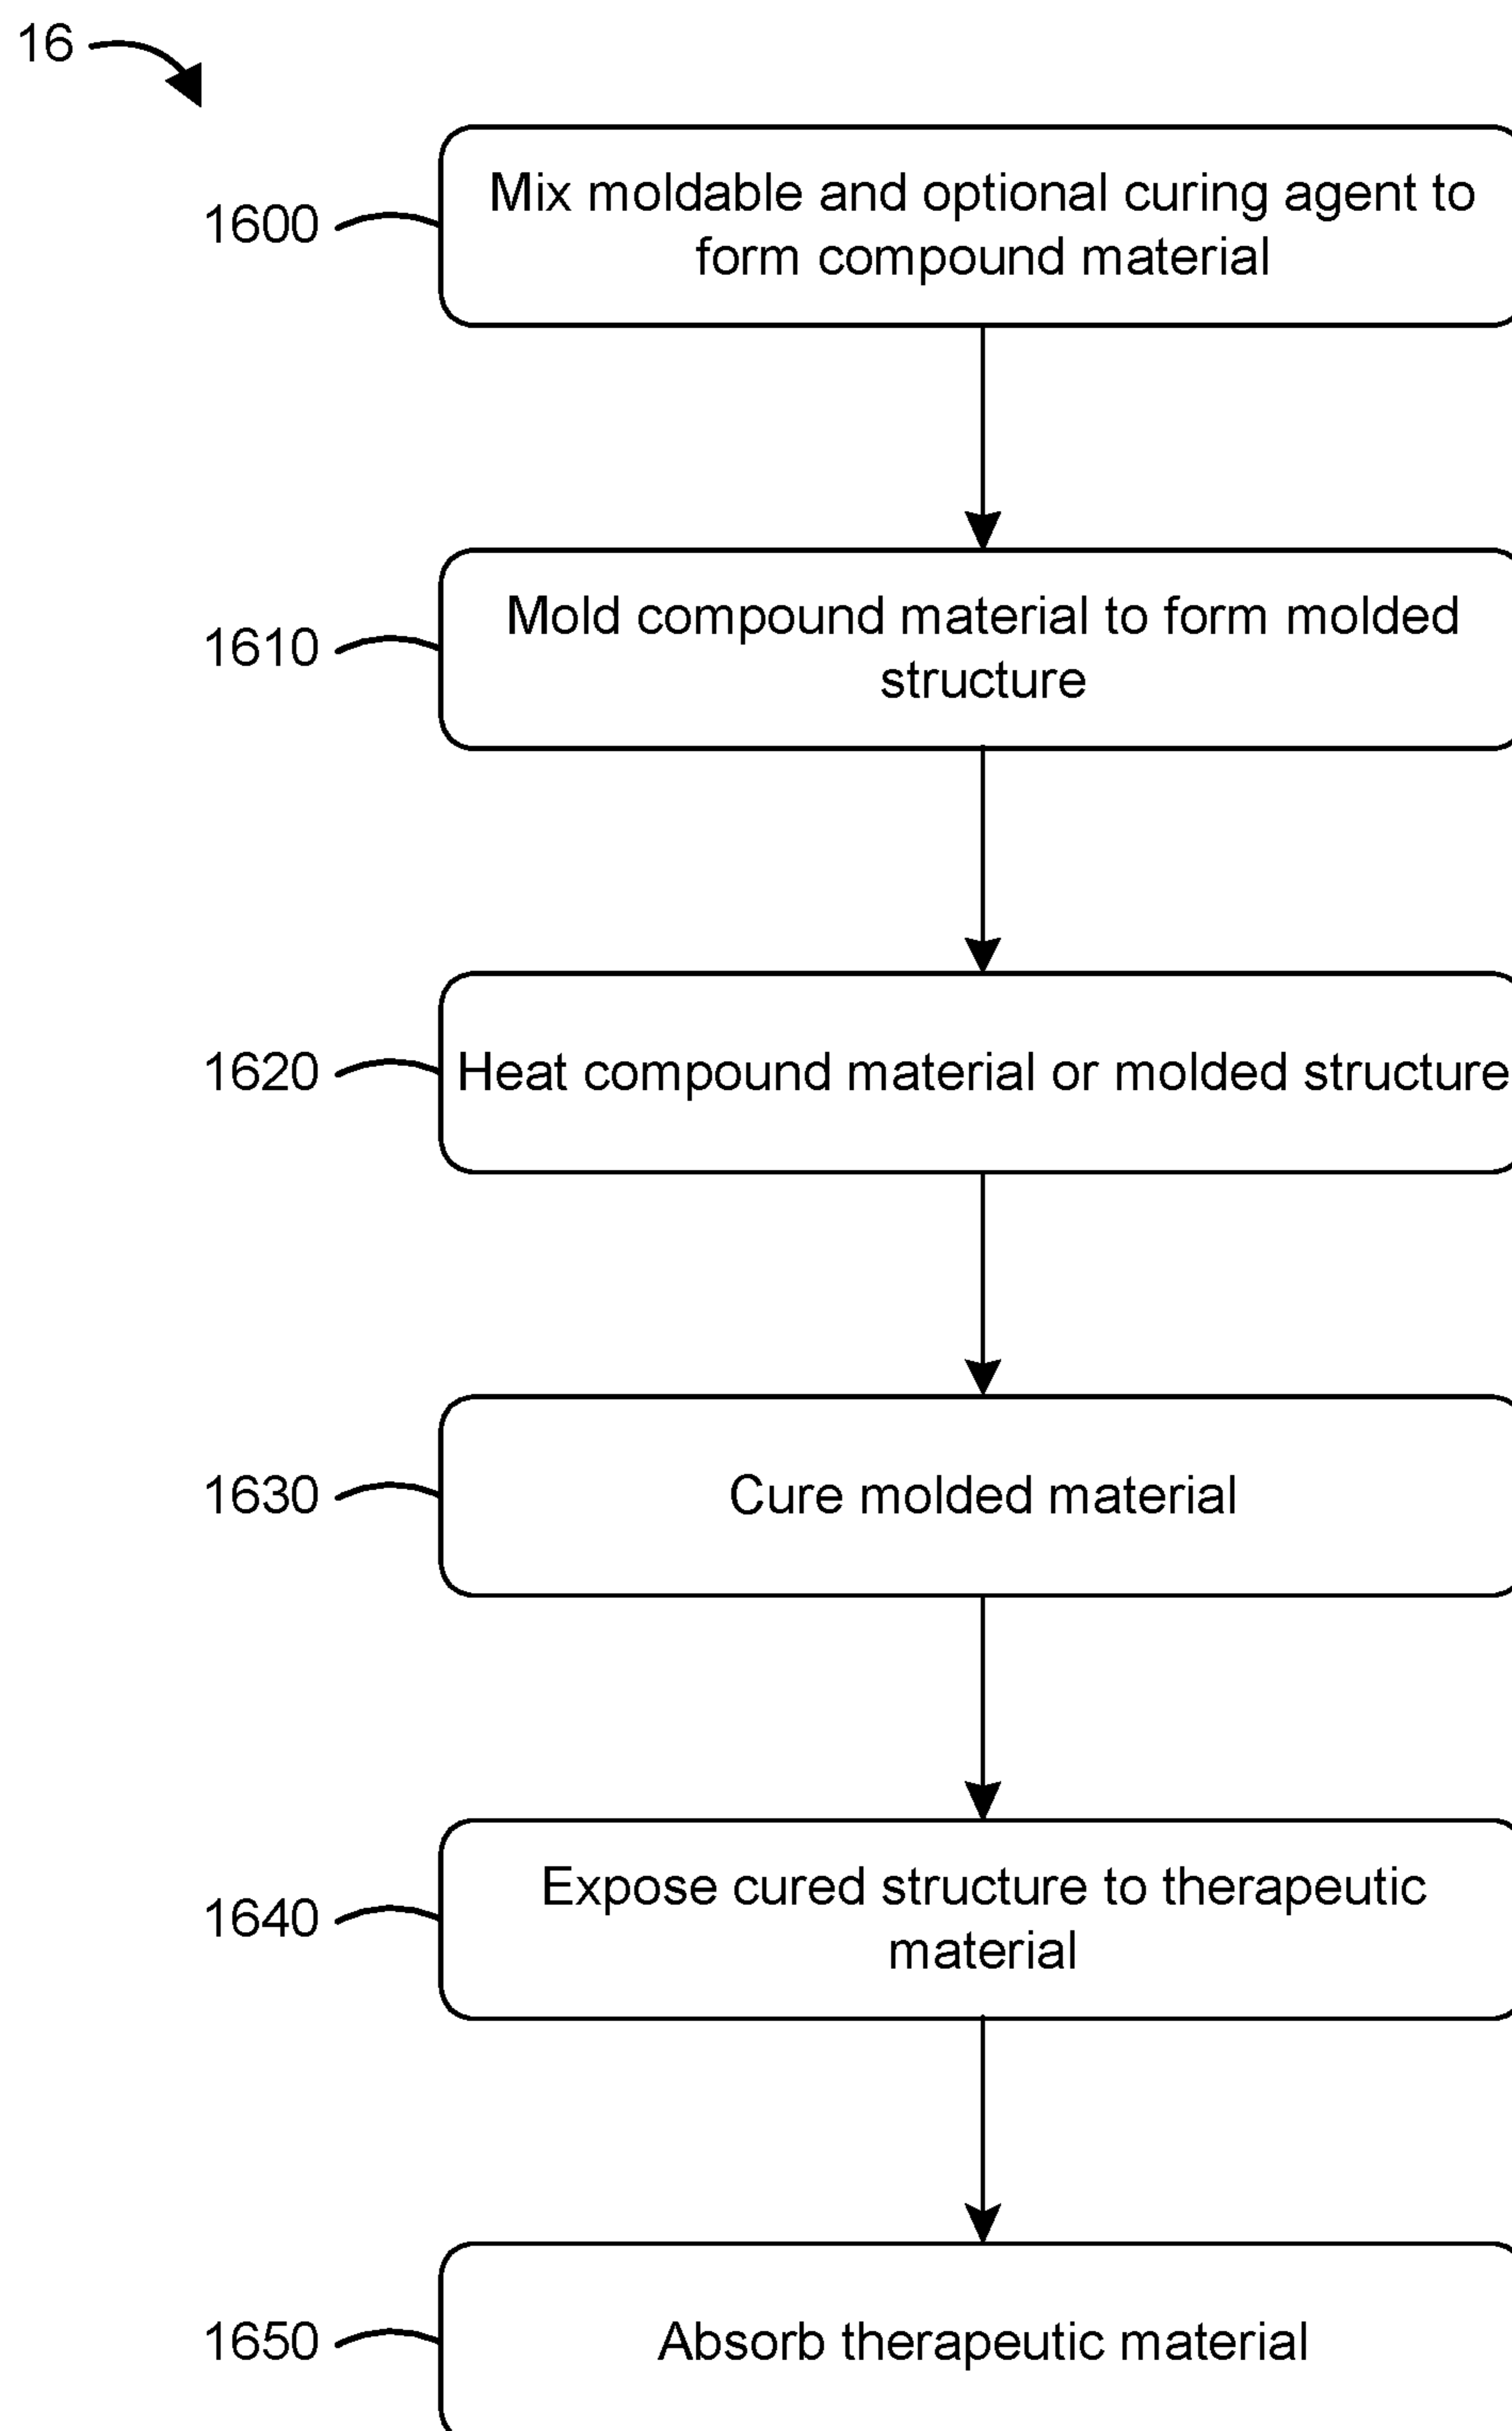 16
1600
Mix moldable and optional curing agent to
form compound material
1610
Mold compound material to form molded
structure
1620
Heat compound material or molded structure
1630
Cure molded material
1640
Expose cured structure to therapeutic
material
1650
Absorb therapeutic material